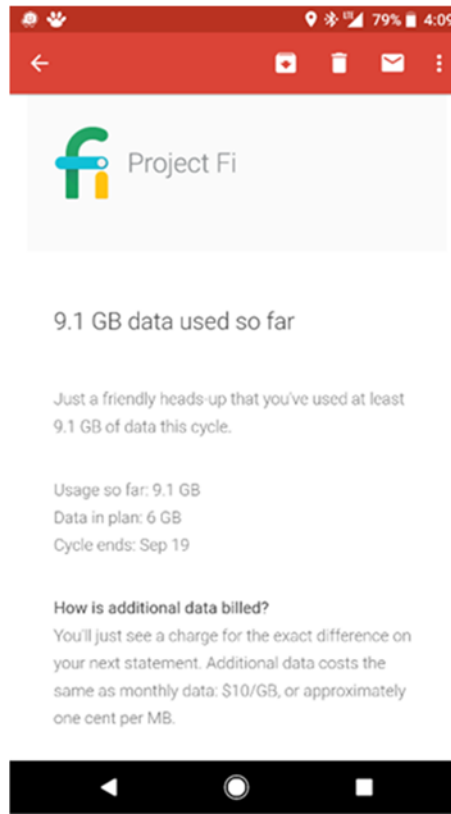 LTE 79% 4:09
fi Project Fi
9.1 GB data used so far
Just a friendly heads-up that you've used at least
9.1 GB of data this cycle.
Usage so far: 9.1 GB
Data in plan: 6 GB
Cycle ends: Sep 19
How is additional data billed?
You'll just see a charge for the exact difference on
your next statement. Additional data costs the
same as monthly data: $10/GB, or approximately
one cent per MB.